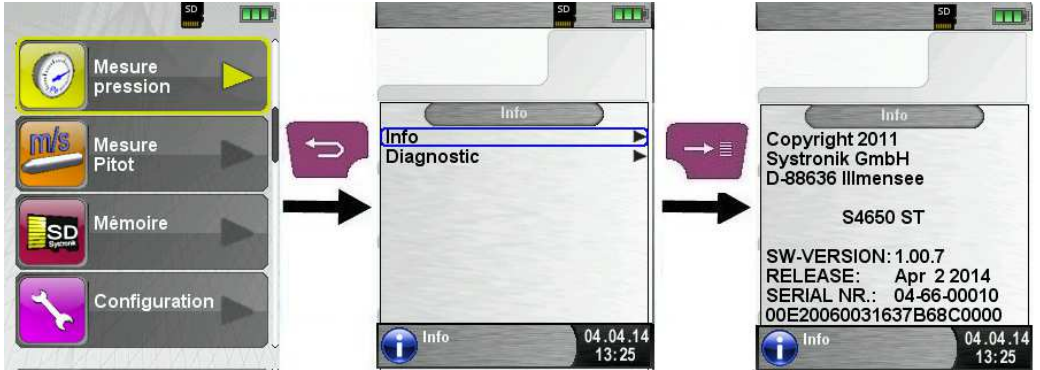 SD
Mesure
pression
m/s
Mesure
Pitot
SD
Systronik
Mémoire
Configuration
SD
Info
Info
Diagnostic
Info
04.04.14
13:25
SD
Info
Copyright 2011
Systronik GmbH
D-88636 Illmensee
S4650 ST
SW-VERSION: 1.00.7
RELEASE: Apr 2 2014
SERIAL NR.: 04-66-00010
00E20060031637B68C0000
Info
04.04.14
13:25